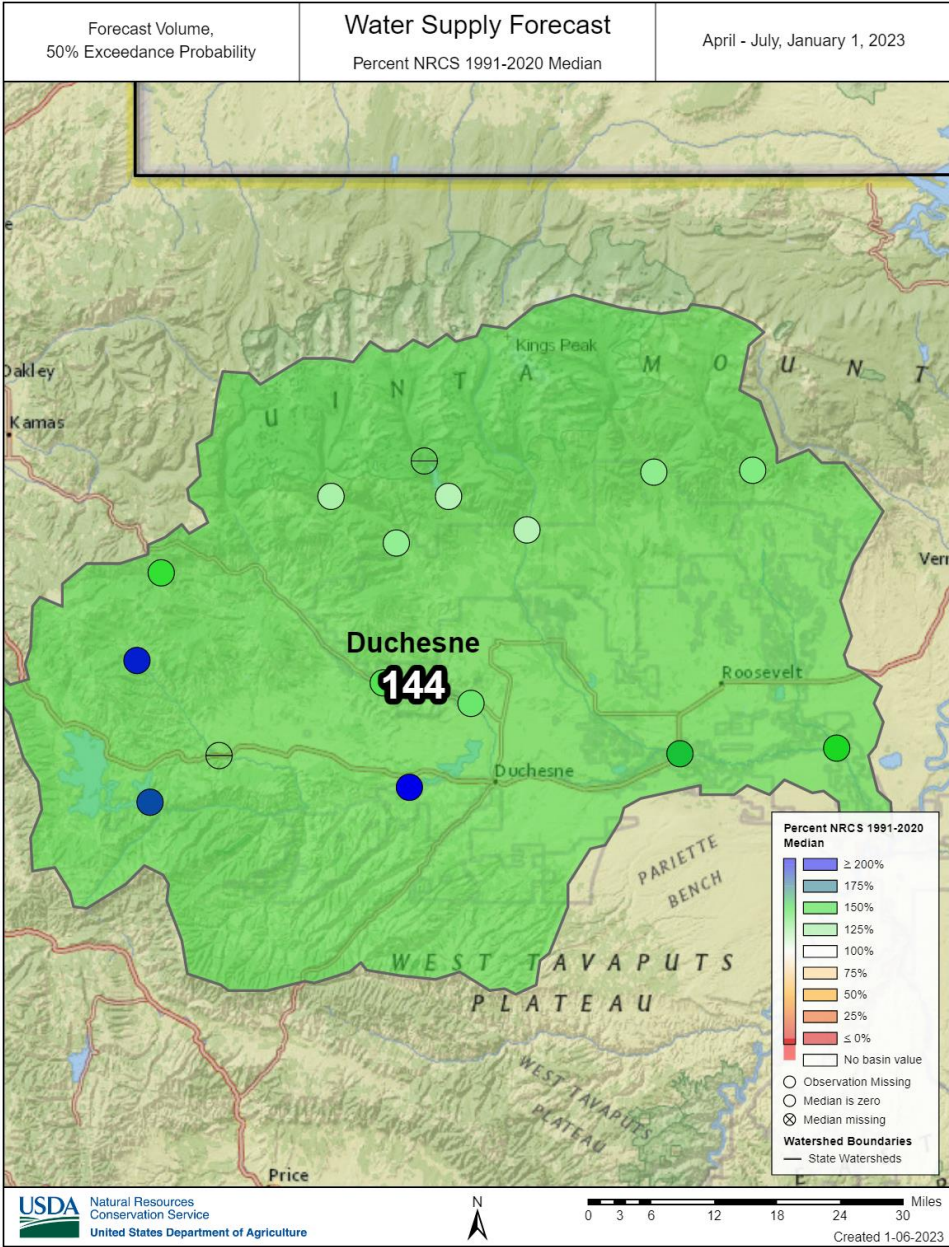 Forecast Volume,
50% Exceedance Probability
Water Supply Forecast
Percent NRCS 1991-2020 Median
April - July, January 1, 2023
Kings Peak
UINTA MOUNT
Oakley
Kamas
Duchesne
144
Roosevelt
Duchesne
PARIETTE
BENCH
WEST TAVAPUTS
PLATEAU
WEST TAVAPUTS
PLATEAU
Price
Percent NRCS 1991-2020
Median
≥ 200%
175%
150%
125%
100%
75%
50%
25%
≤ 0%
No basin value
Observation Missing
Median is zero
Median missing
Watershed Boundaries
State Watersheds
USDA
Natural Resources
Conservation Service
United States Department of Agriculture
N
Miles
0 3 6 12 18 24 30
Created 1-06-2023